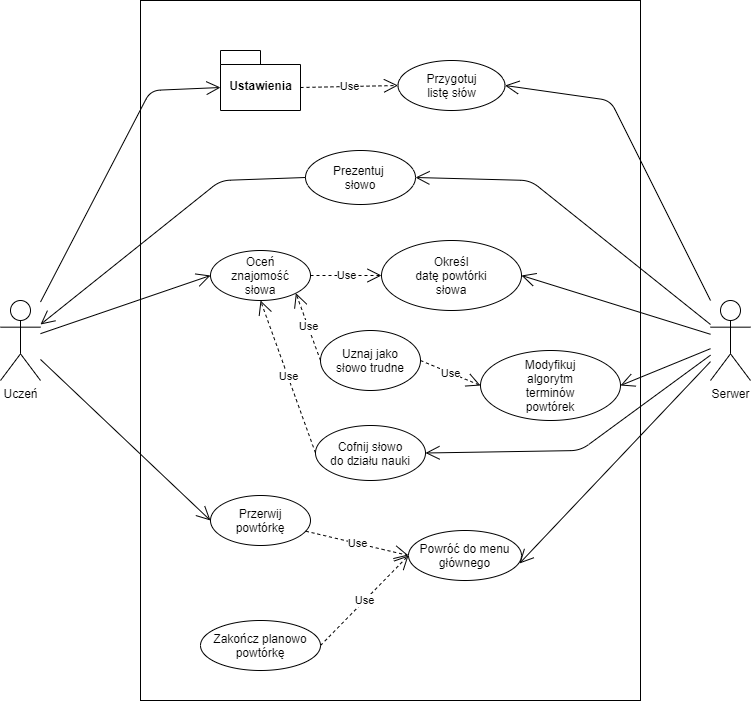 Ustawienia
Use
Przygotuj
listę słów
Prezentuj
słowo
Oceń
znajomość
słowa
Use
Określ
datę powtórki
słowa
Use
Uznaj jako
słowo trudne
Use
Modyfikuj
algorytm
terminów
powtórek
Use
Uczeń
Serwer
Cofnij słowo
do działu nauki
Przerwij
powtórkę
Use
Powróć do menu
głównego
Use
Zakończ planowo
powtórkę